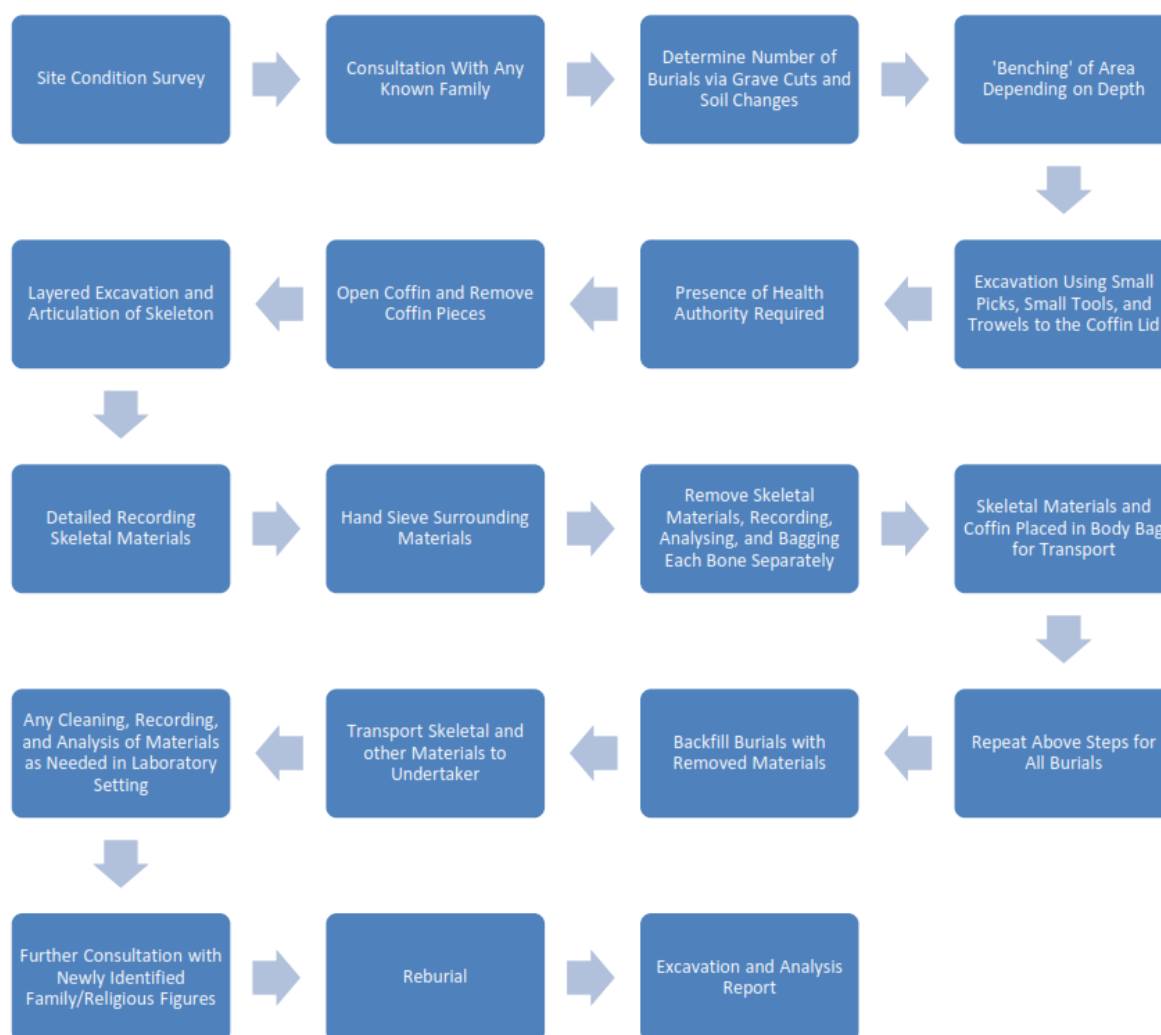 Site Condition Survey
Consultation With Any
Known Family
Determine Number of
Burials via Grave Cuts and
Soil Changes
'Benching' of Area
Depending on Depth
Excavation Using Small
Picks, Small Tools, and
Trowels to the Coffin Lid
Presence of Health
Authority Required
Open Coffin and Remove
Coffin Pieces
Layered Excavation and
Articulation of Skeleton
Detailed Recording
Skeletal Materials
Hand Sieve Surrounding
Materials
Remove Skeletal
Materials, Recording,
Analysing, and Bagging
Each Bone Separately
Skeletal Materials and
Coffin Placed in Body Bag
for Transport
Repeat Above Steps for
All Burials
Backfill Burials with
Removed Materials
Transport Skeletal and
other Materials to
Undertaker
Any Cleaning, Recording,
and Analysis of Materials
as Needed in Laboratory
Setting
Further Consultation with
Newly Identified
Family/Religious Figures
Reburial
Excavation and Analysis
Report